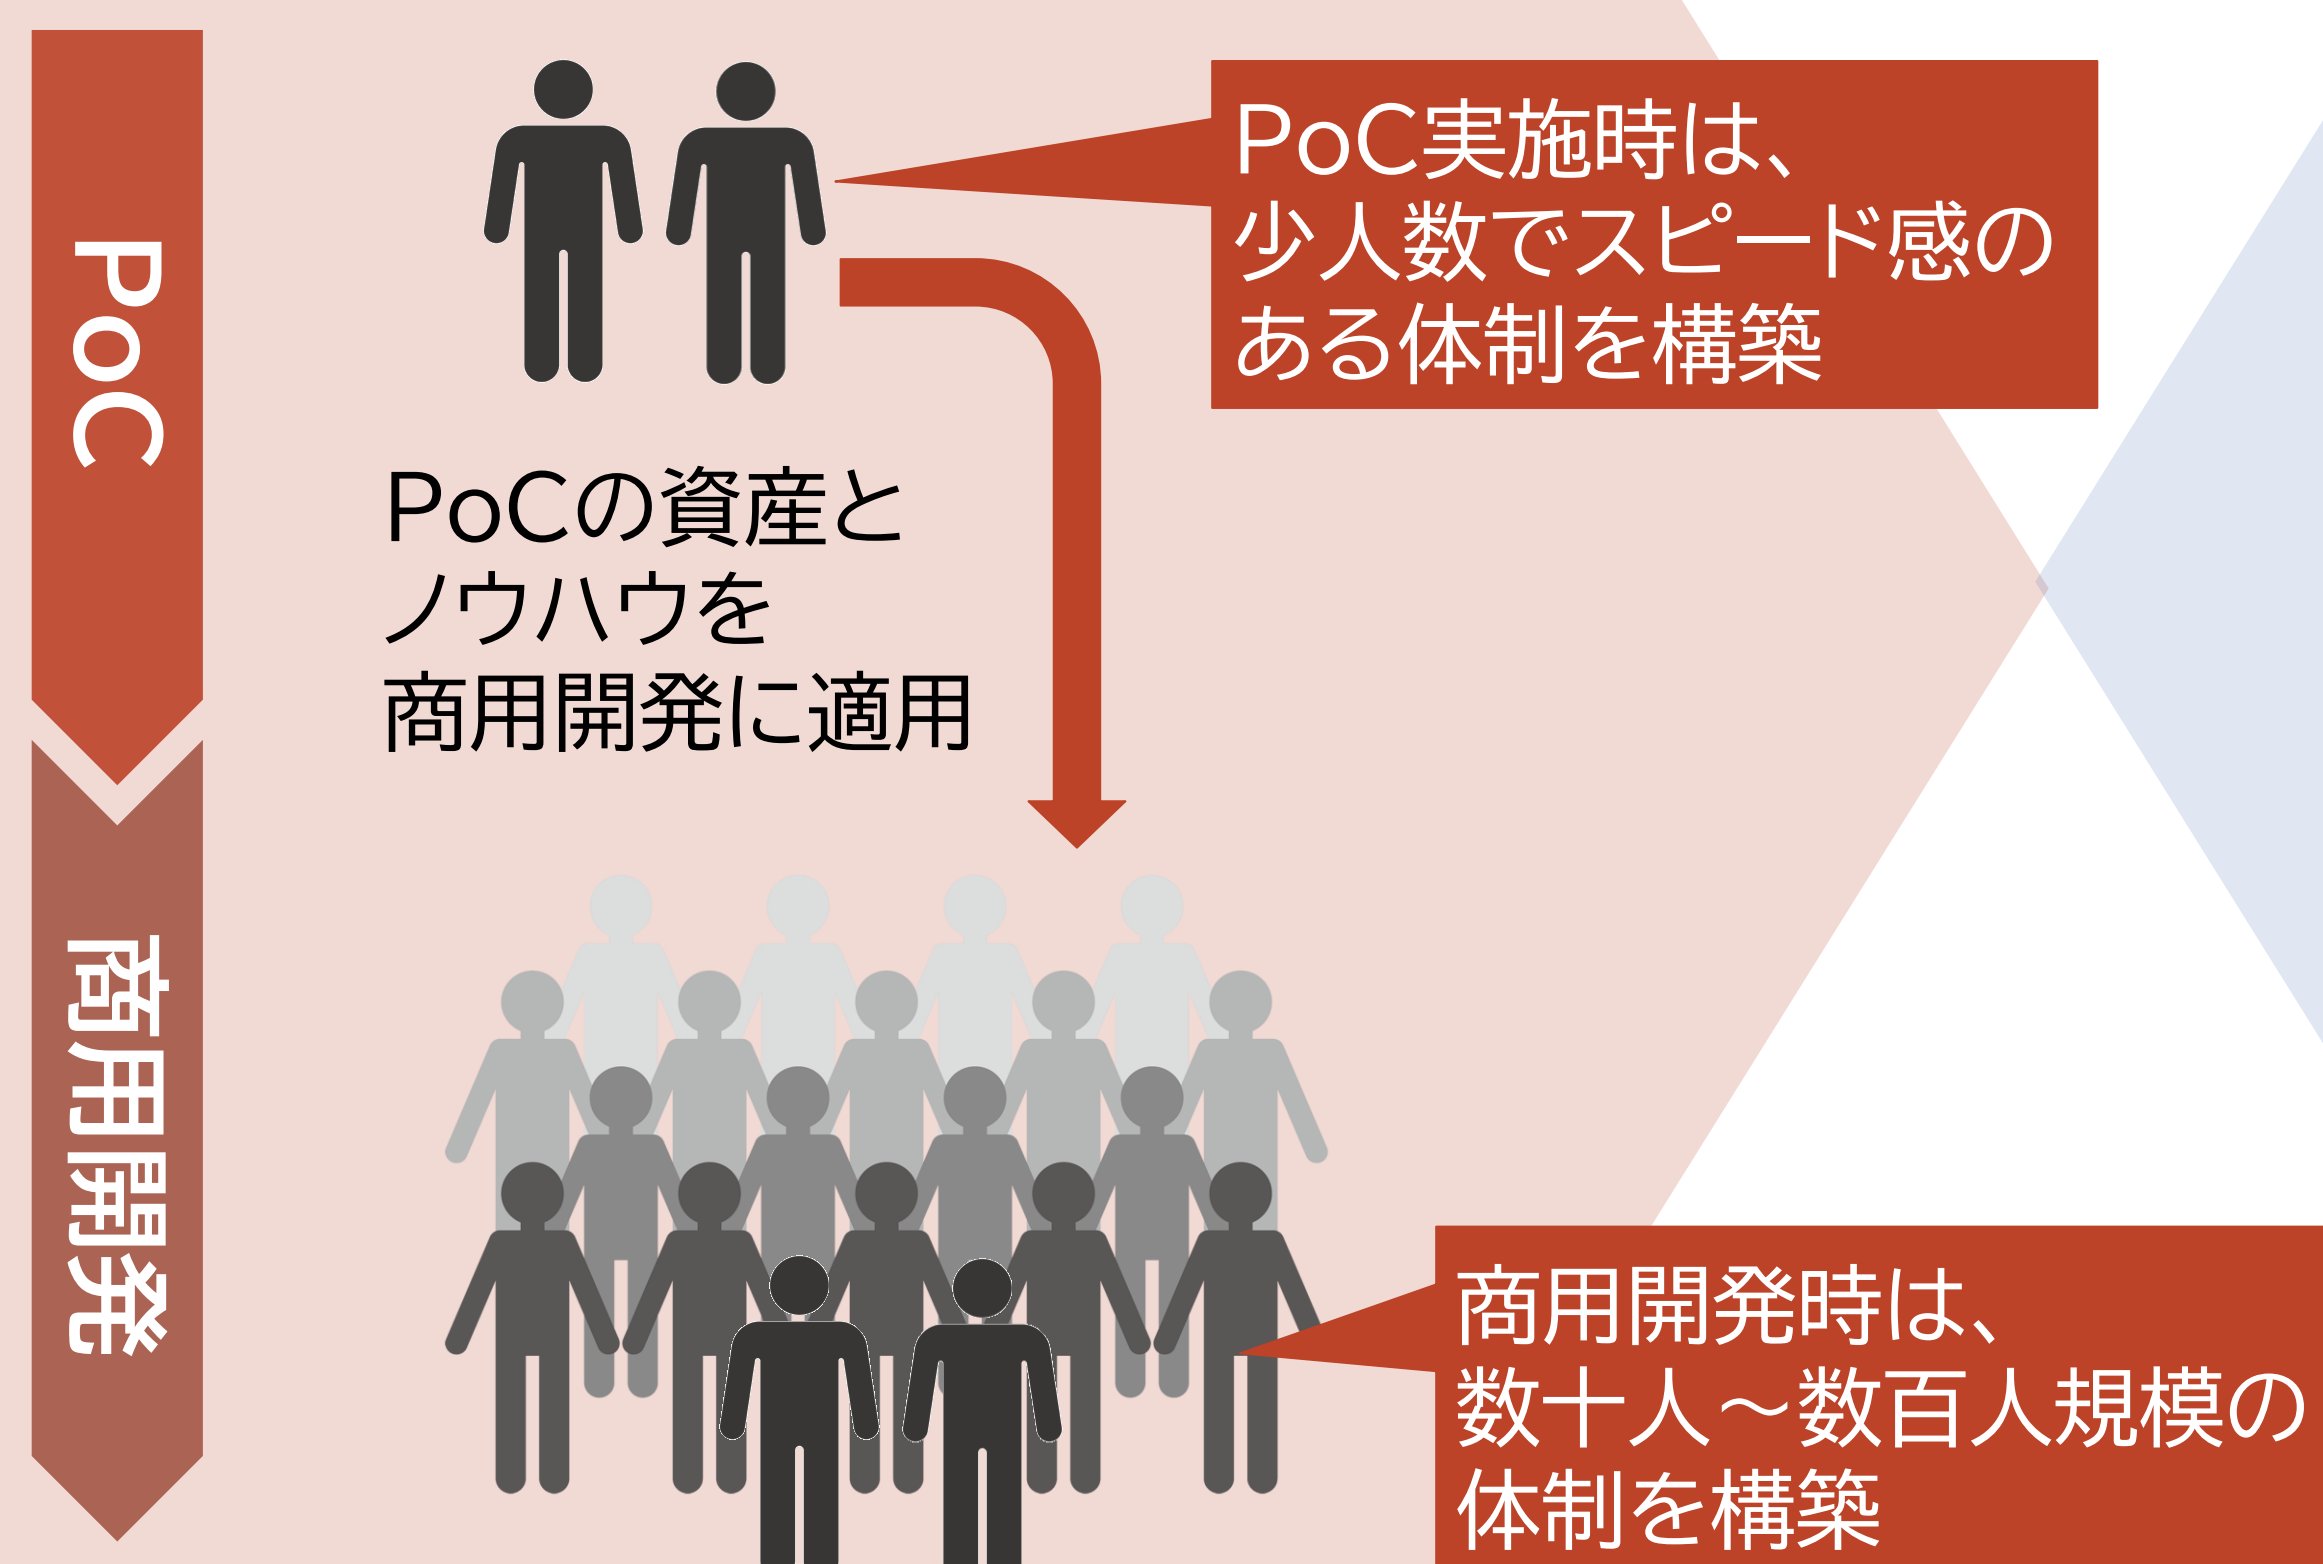 PoC
PoC実施時は、
少人数でスピード感の
ある体制を構築
PoCの資産と
ノウハウを
商用開発に適用
商用開発
商用開発時は、
数十人～数百人規模の
体制を構築